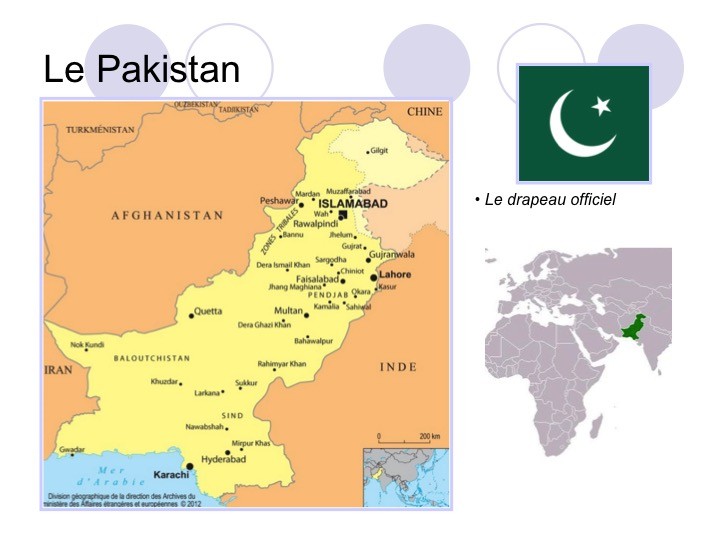 Le Pakistan
OUZBÉKISTAN
TADJIKISTAN
CHINE
TURKMÉNISTAN
Gilgit
Mardan
Muzaffarabad
Peshawar
ISLAMABAD
Wah
AFGHANISTAN
Rawalpindi
ZONES TRIBALES
Bannu
Jhelum
Gujrat
Gujranwala
Sargodha
Dera Ismail Khan
Chiniot
Lahore
Faisalabad
Jhang Maghiana
Okara
Kasur
PENDJAB
Kamalia
Sahiwal
Quetta
Multan
Dera Ghazi Khan
Bahawalpur
Nok Kundi
BALOUTCHISTAN
Rahimyar Khan
INDE
IRAN
Khuzdar
Sukkur
Larkana
SIND
Nawabshah
Mirpur Khas
0 200 km
Gwadar
Hyderabad
Mer
d'Arabie
Karachi
Division géographique de la direction des Archives du
ministère des Affaires étrangères et européennes © 2012
• Le drapeau officiel